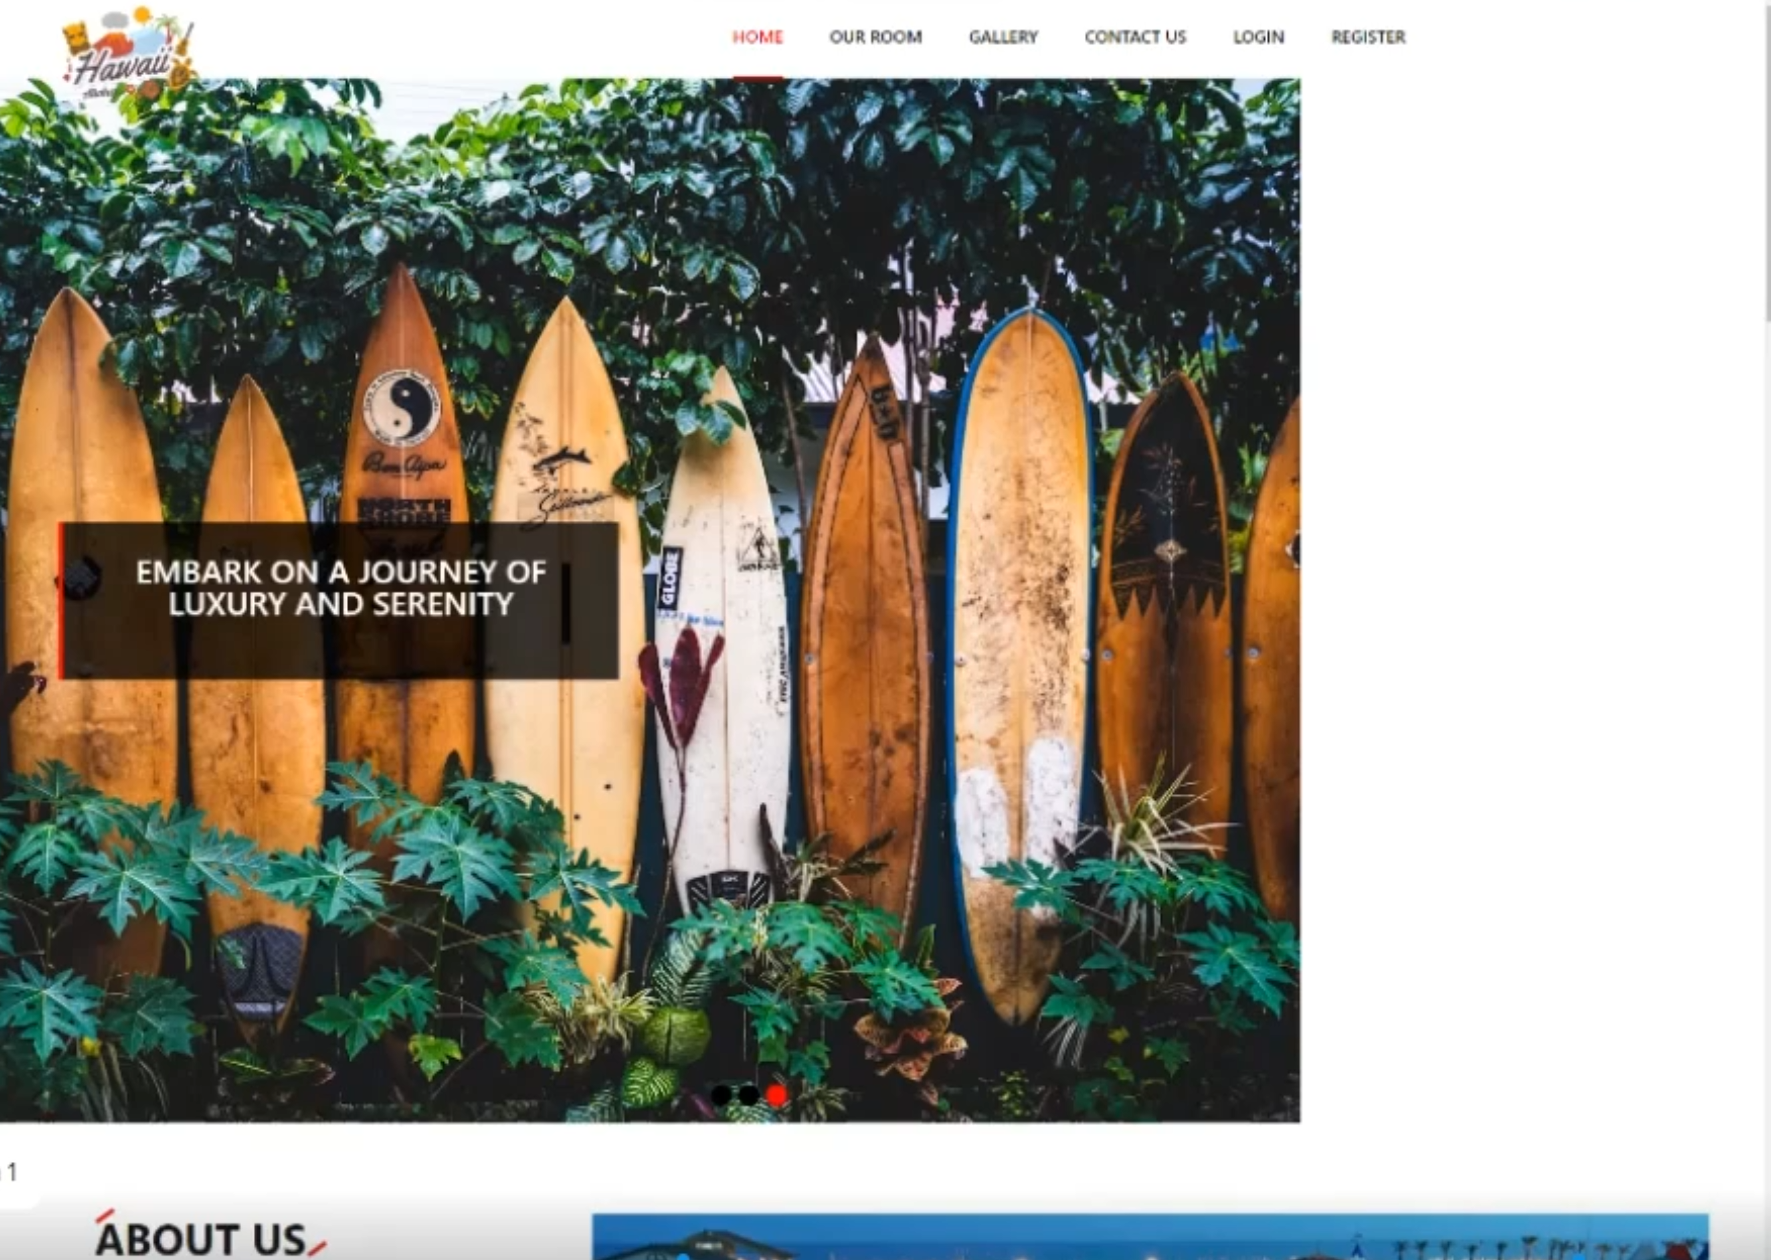 Hawaii
HOME OUR ROOM GALLERY CONTACT US LOGIN REGISTER
EMBARK ON A JOURNEY OF
LUXURY AND SERENITY
GLOBE
1
ABOUT US